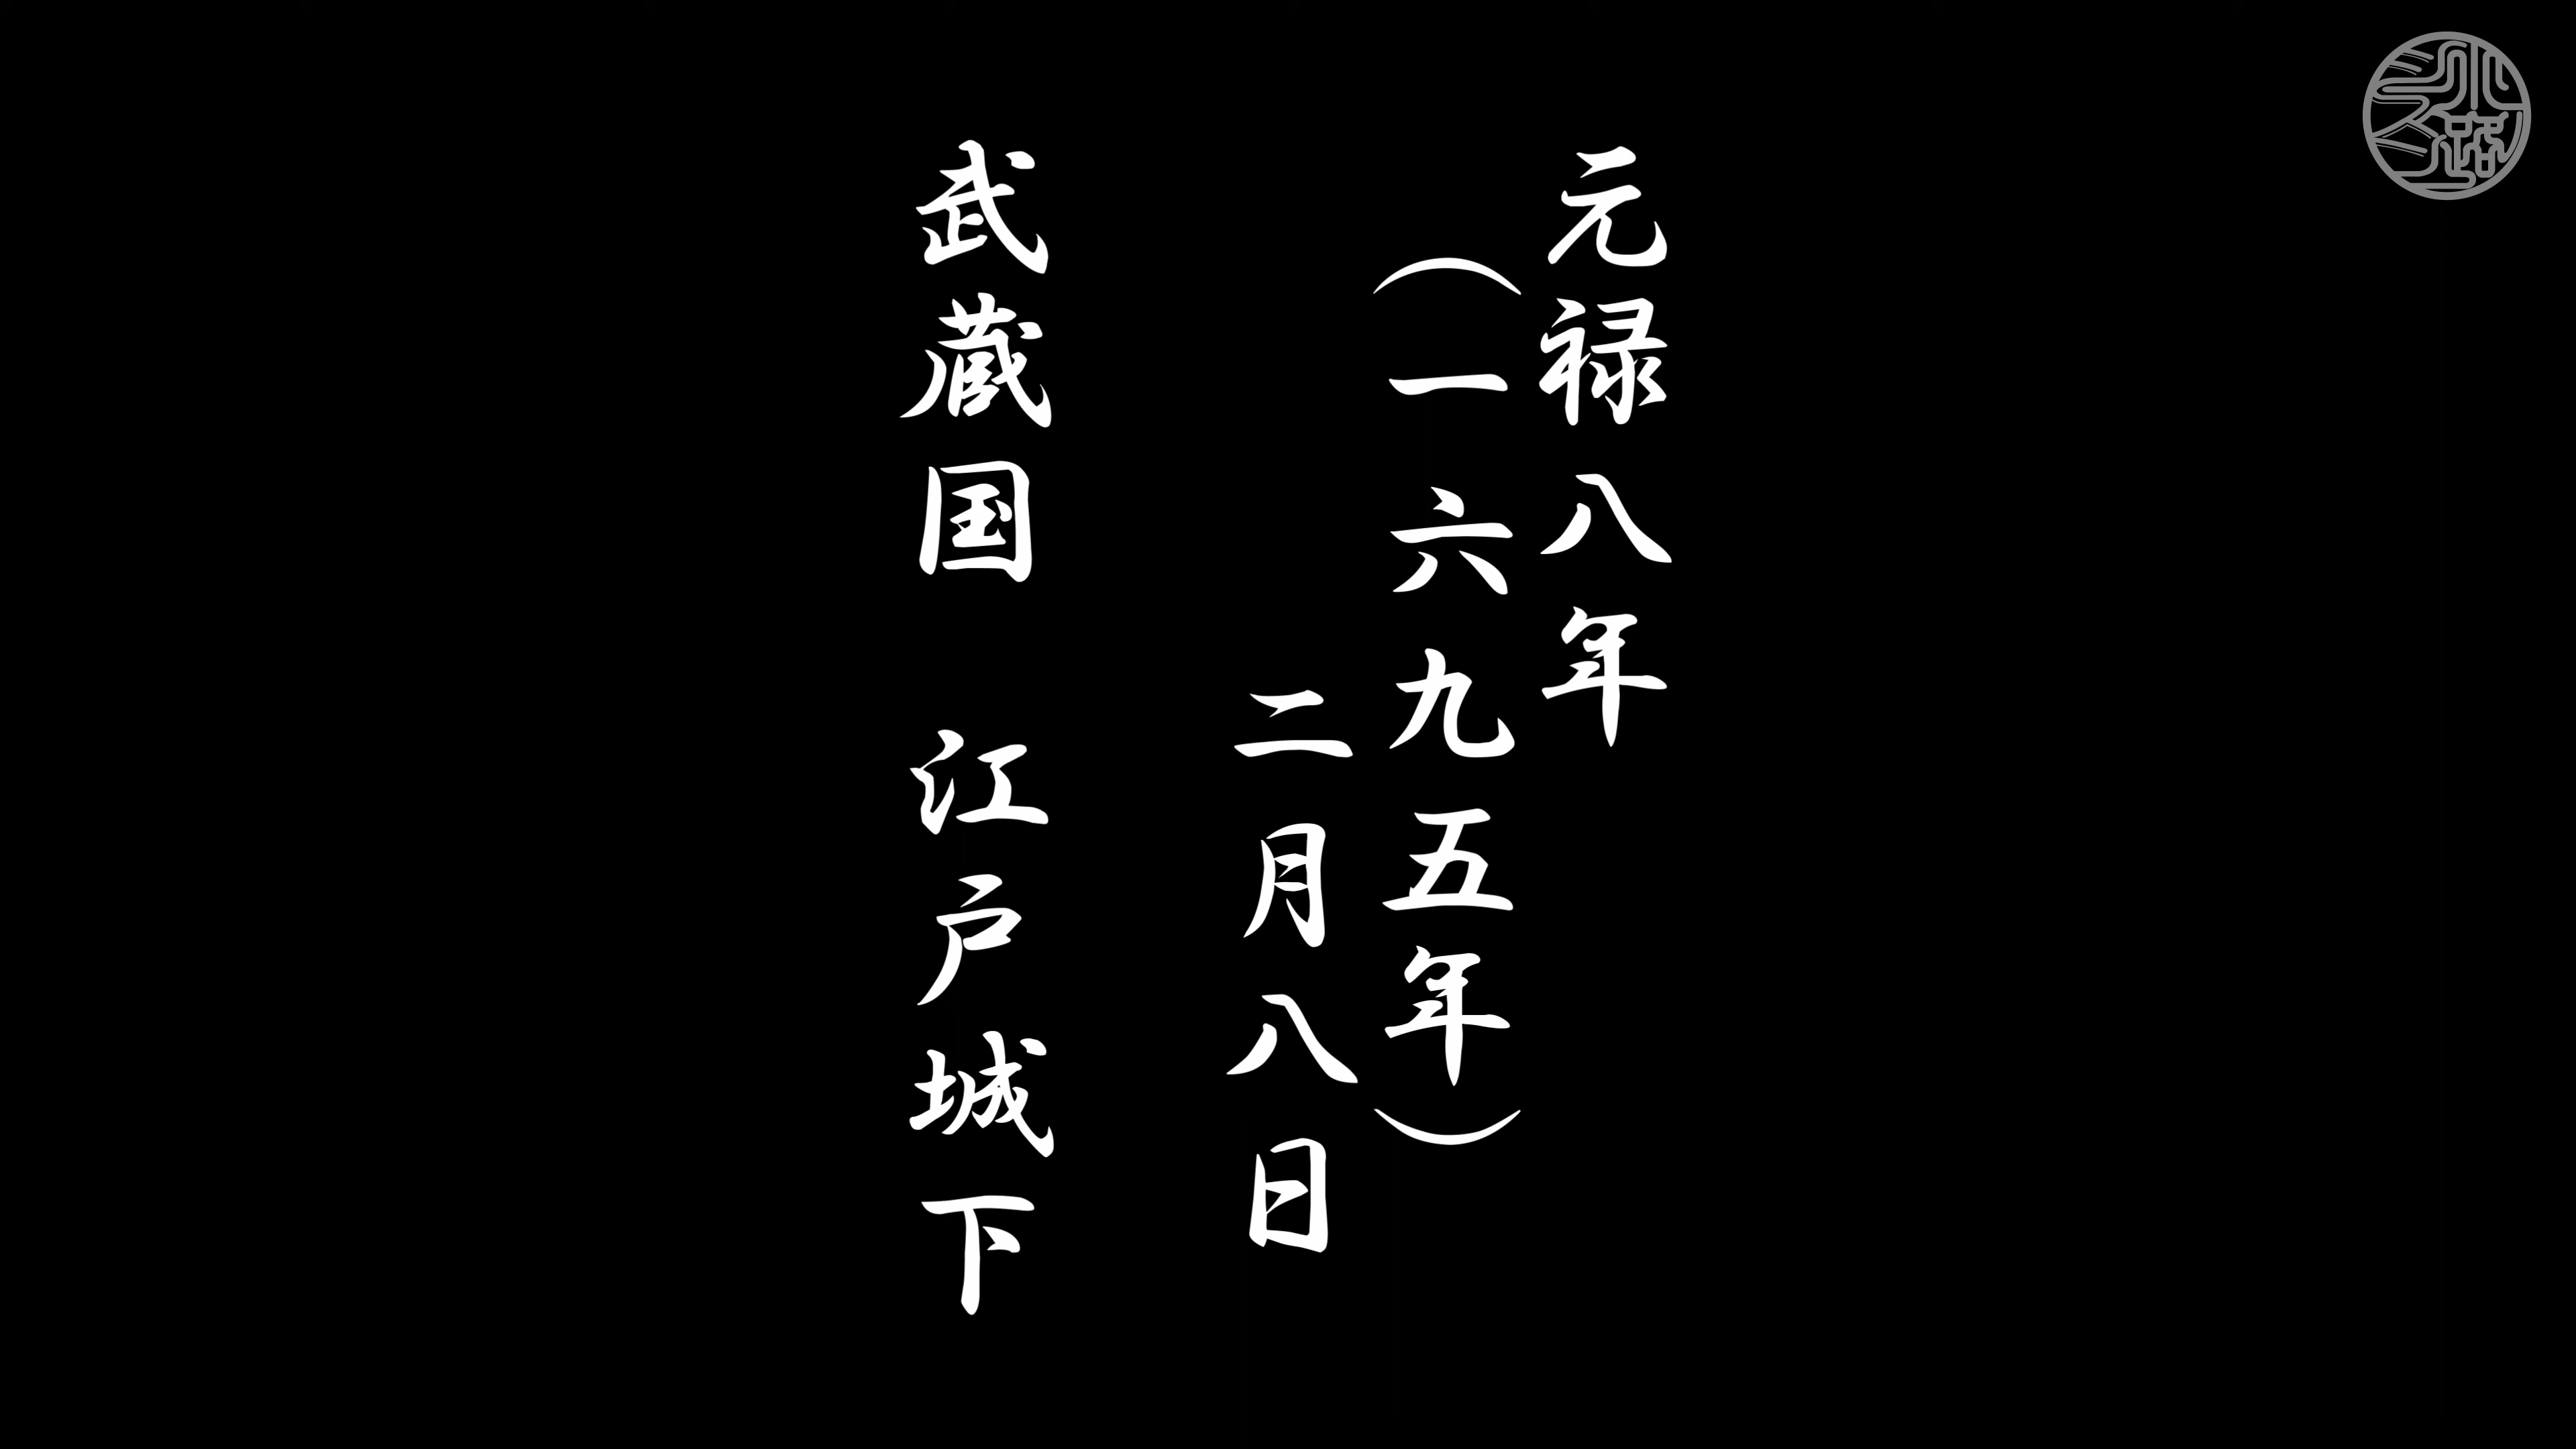 元禄八年
（一六九五年）
二月八日
武蔵国　江戸城下